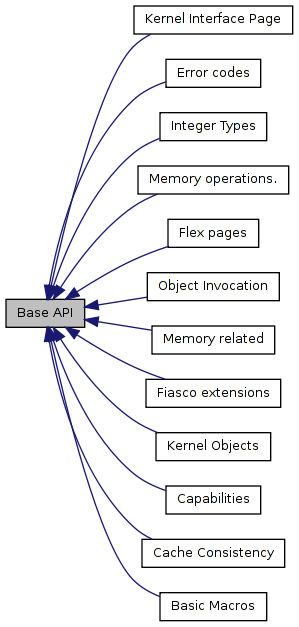 Kernel Interface Page
Error codes
Integer Types
Memory operations.
Flex pages
Object Invocation
Base API
Memory related
Fiasco extensions
Kernel Objects
Capabilities
Cache Consistency
Basic Macros